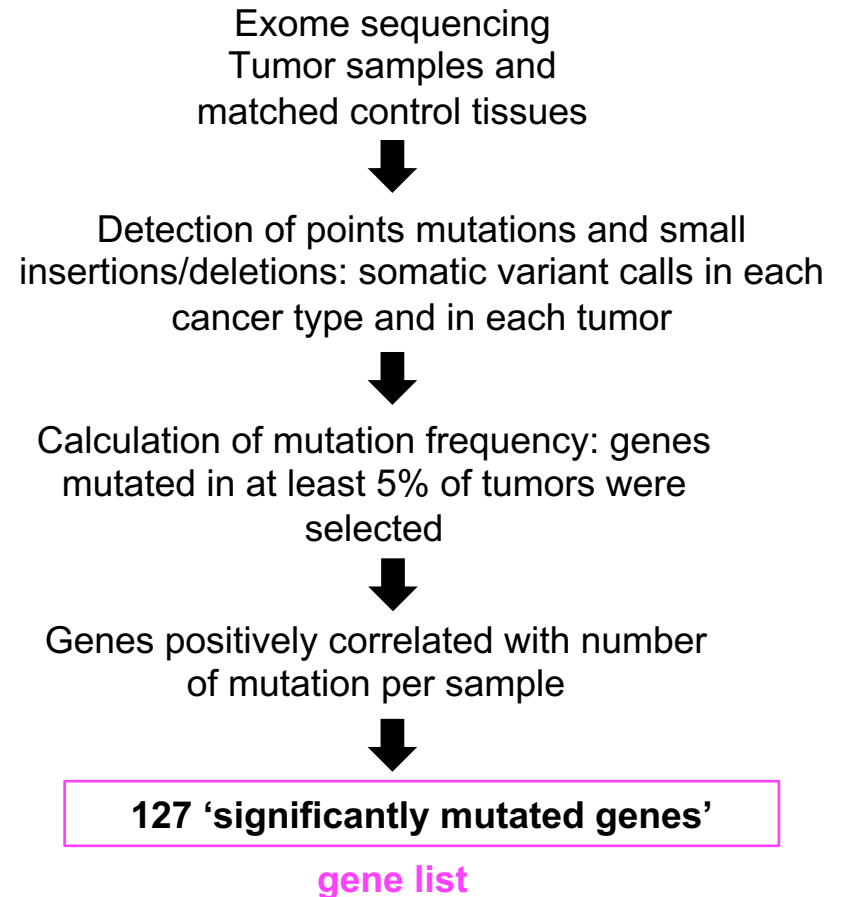 Exome sequencing
Tumor samples and
matched control tissues
Detection of points mutations and small
insertions/deletions: somatic variant calls in each
cancer type and in each tumor
Calculation of mutation frequency: genes
mutated in at least 5% of tumors were
selected
Genes positively correlated with number
of mutation per sample
127 ‘significantly mutated genes’
gene list